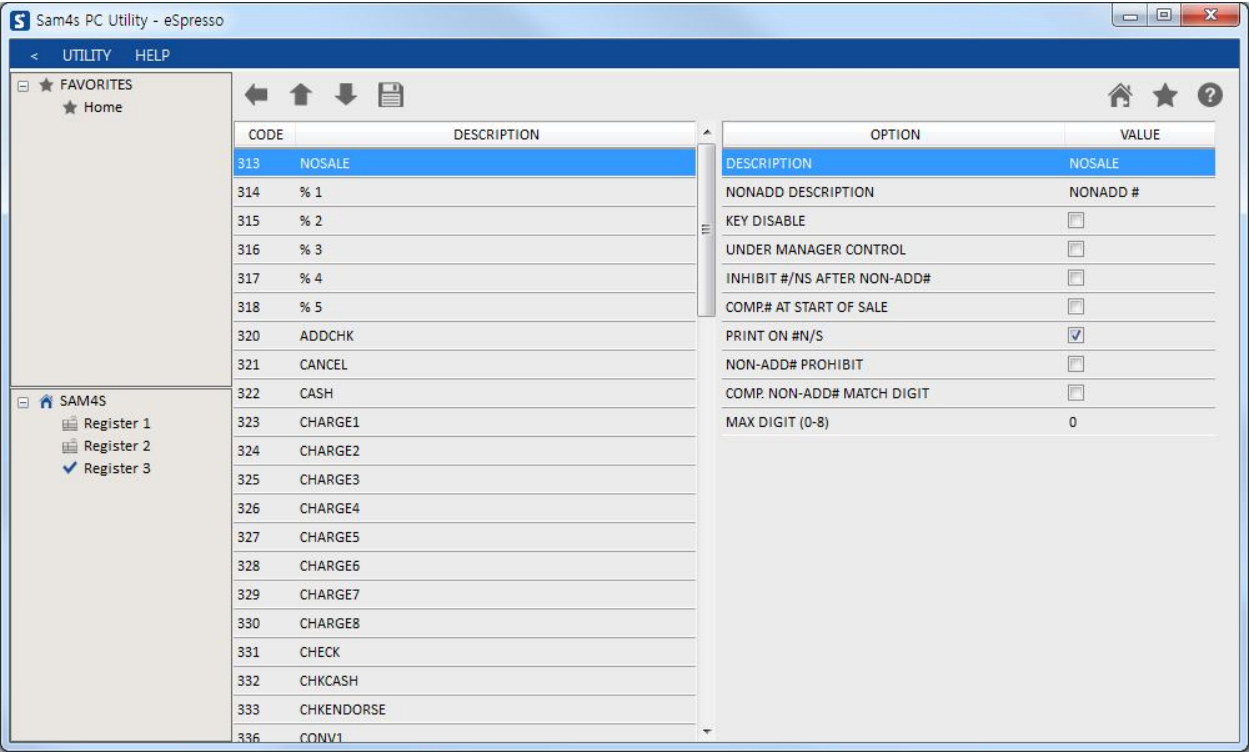 Sam4s PC Utility - eSpresso
< UTILITY HELP
FAVORITES
Home
SAM4S
Register 1
Register 2
Register 3
CODE DESCRIPTION
313 NOSALE
314 % 1
315 % 2
316 % 3
317 % 4
318 % 5
320 ADDCHK
321 CANCEL
322 CASH
323 CHARGE1
324 CHARGE2
325 CHARGE3
326 CHARGE4
327 CHARGE5
328 CHARGE6
329 CHARGE7
330 CHARGE8
331 CHECK
332 CHKCASH
333 CHKENDORSE
336 CONV1
OPTION VALUE
DESCRIPTION NOSALE
NONADD DESCRIPTION NONADD #
KEY DISABLE
UNDER MANAGER CONTROL
INHIBIT #/NS AFTER NON-ADD#
COMP.# AT START OF SALE
PRINT ON #N/S
NON-ADD# PROHIBIT
COMP. NON-ADD# MATCH DIGIT
MAX DIGIT (0-8) 0